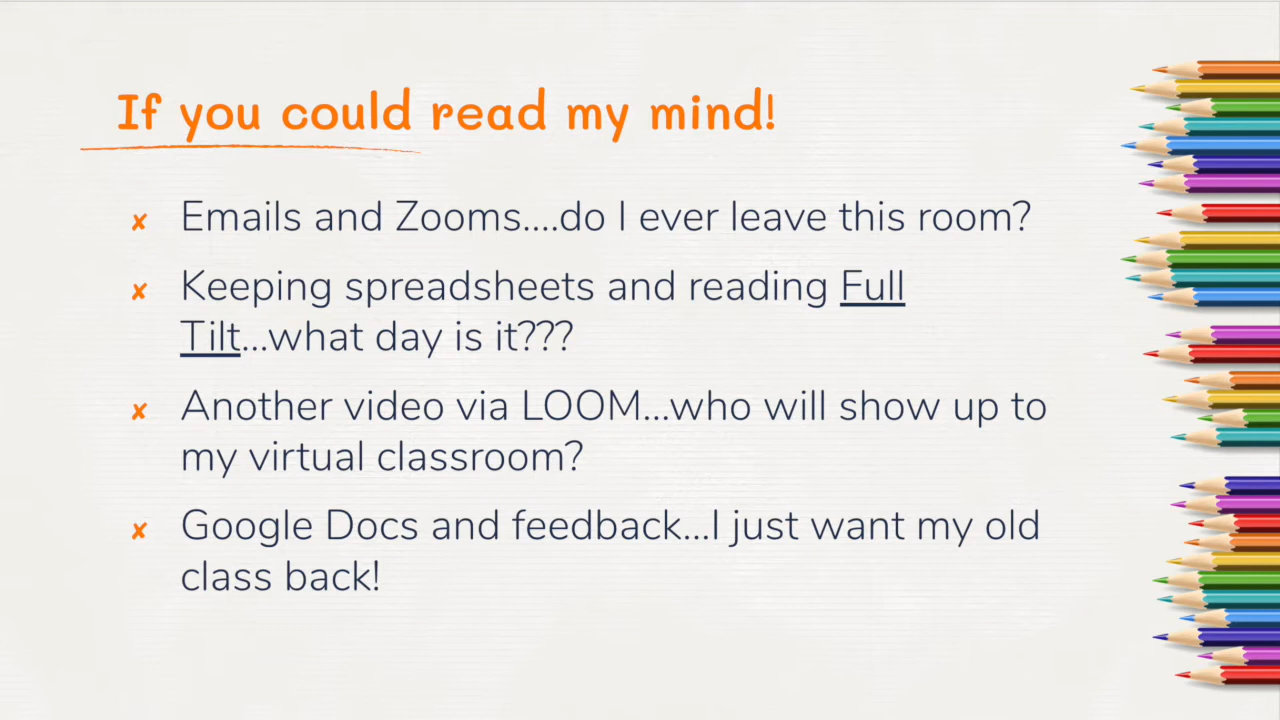 If you could read my mind!
✘ Emails and Zooms....do I ever leave this room?
✘ Keeping spreadsheets and reading Full
Tilt...what day is it???
✘ Another video via LOOM...who will show up to
my virtual classroom?
✘ Google Docs and feedback...I just want my old
class back!